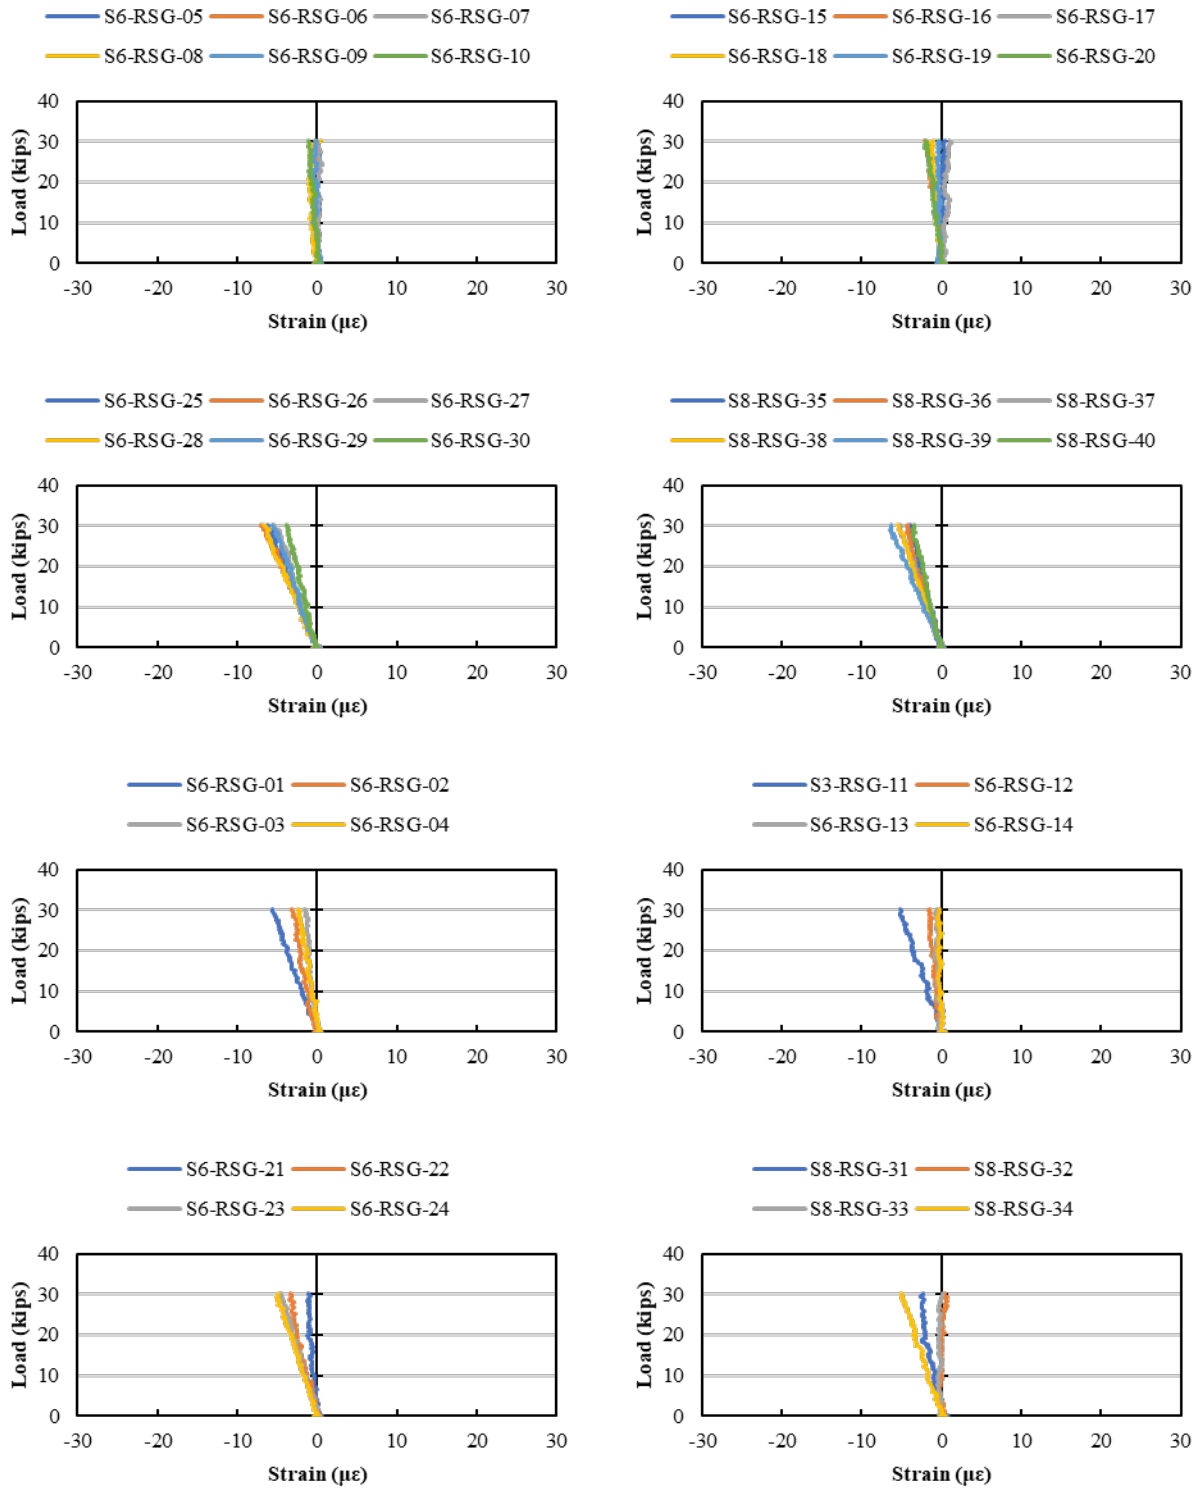 S6-RSG-05 S6-RSG-06 S6-RSG-07
S6-RSG-08 S6-RSG-09 S6-RSG-10
40
30
20
10
0
Load (kips)
-30 -20 -10 0 10 20 30
Strain (με)
S6-RSG-15 S6-RSG-16 S6-RSG-17
S6-RSG-18 S6-RSG-19 S6-RSG-20
40
30
20
10
0
Load (kips)
-30 -20 -10 0 10 20 30
Strain (με)
S6-RSG-25 S6-RSG-26 S6-RSG-27
S6-RSG-28 S6-RSG-29 S6-RSG-30
40
30
20
10
0
Load (kips)
-30 -20 -10 0 10 20 30
Strain (με)
S8-RSG-35 S8-RSG-36 S8-RSG-37
S8-RSG-38 S8-RSG-39 S8-RSG-40
40
30
20
10
0
Load (kips)
-30 -20 -10 0 10 20 30
Strain (με)
S6-RSG-01 S6-RSG-02
S6-RSG-03 S6-RSG-04
40
30
20
10
0
Load (kips)
-30 -20 -10 0 10 20 30
Strain (με)
S3-RSG-11 S6-RSG-12
S6-RSG-13 S6-RSG-14
40
30
20
10
0
Load (kips)
-30 -20 -10 0 10 20 30
Strain (με)
S6-RSG-21 S6-RSG-22
S6-RSG-23 S6-RSG-24
40
30
20
10
0
Load (kips)
-30 -20 -10 0 10 20 30
Strain (με)
S8-RSG-31 S8-RSG-32
S8-RSG-33 S8-RSG-34
40
30
20
10
0
Load (kips)
-30 -20 -10 0 10 20 30
Strain (με)